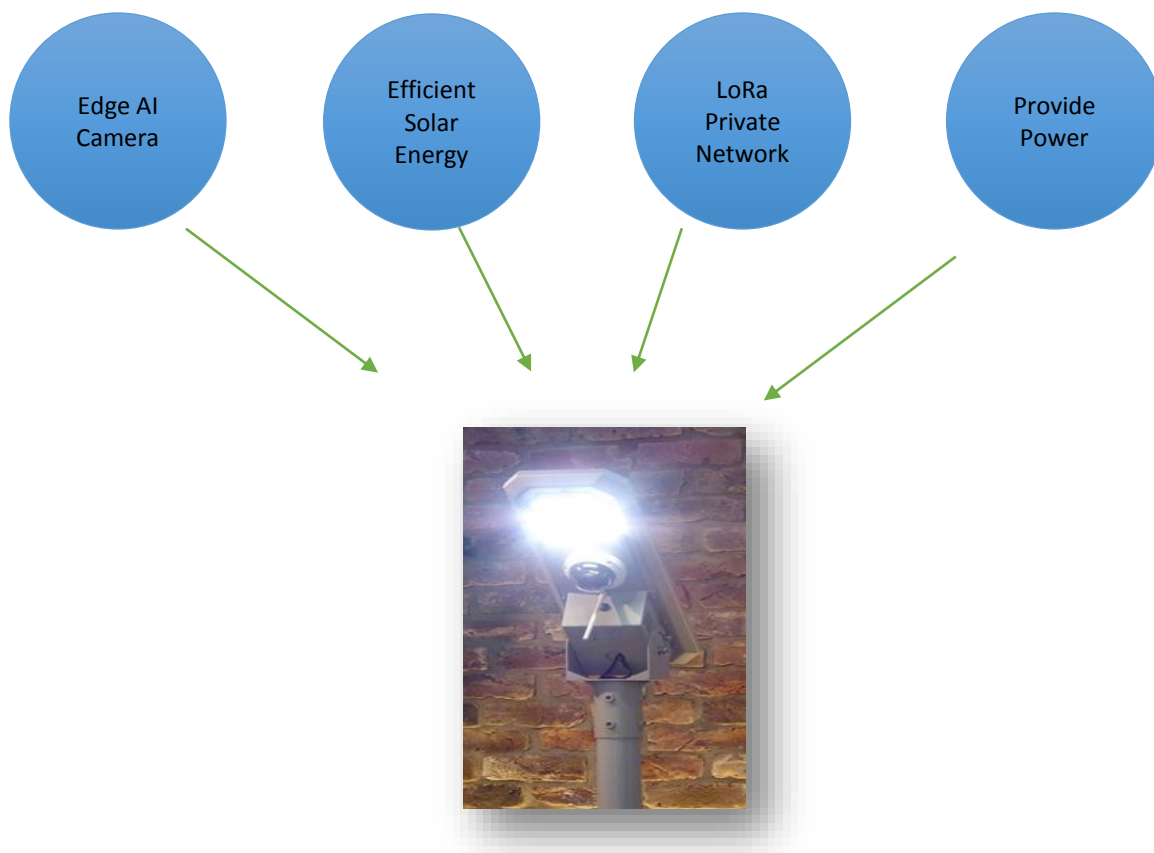 Edge AI
Camera
Efficient
Solar
Energy
LoRa
Private
Network
Provide
Power